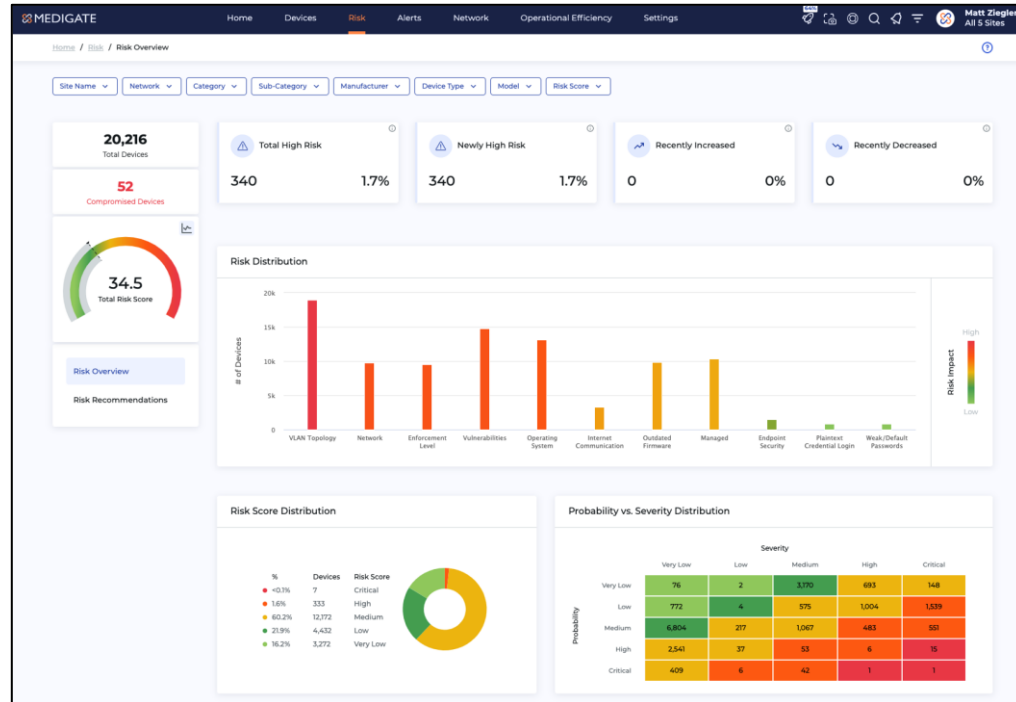 MEDIGATE
Home Devices Risk Alerts Network Operational Efficiency Settings
Matt Ziegler
All 5 Sites
Home / Risk / Risk Overview
Site Name Network Category Sub-Category Manufacturer Device Type Model Risk Score
20,216
Total Devices
52
Compromised Devices
34.5
Total Risk Score
Risk Overview
Risk Recommendations
Total High Risk
340 1.7%
Newly High Risk
340 1.7%
Recently Increased
0 0%
Recently Decreased
0 0%
Risk Distribution
# of Devices
20k
15k
10k
5k
0
VLAN Topology
Network
Enforcement Level
Vulnerabilities
Operating System
Internet Communication
Outdated Firmware
Managed
Endpoint Security
Plaintext Credential Login
Weak/Default Passwords
Risk Impact
High
Low
Risk Score Distribution
% Devices Risk Score
<0.1% 7 Critical
1.6% 333 High
60.2% 12,172 Medium
21.9% 4,432 Low
16.2% 3,272 Very Low
Probability vs. Severity Distribution
Severity
Very Low Low Medium High Critical
Probability
Very Low 76 2 3,170 693 148
Low 772 4 575 1,004 1,539
Medium 6,804 217 1,067 483 551
High 2,541 37 53 6 15
Critical 409 6 42 1 1